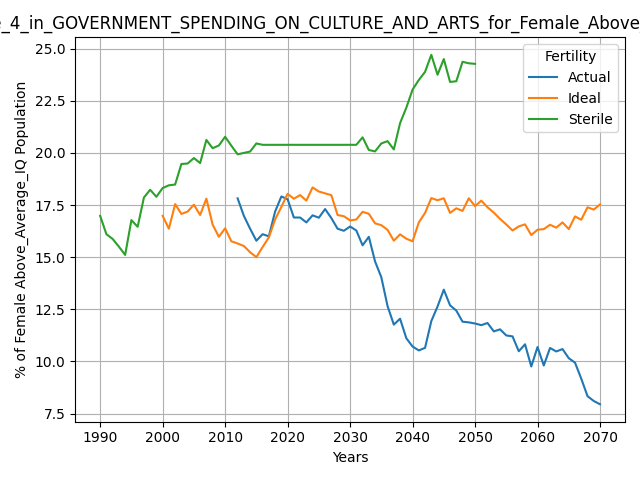 _4_in_GOVERNMENT_SPENDING_ON_CULTURE_AND_ARTS_for_Female_Above
% of Female Above_Average_IQ Population
25.0
22.5
20.0
17.5
15.0
12.5
10.0
7.5
Fertility
Actual
Ideal
Sterile
1990 2000 2010 2020 2030 2040 2050 2060 2070
Years